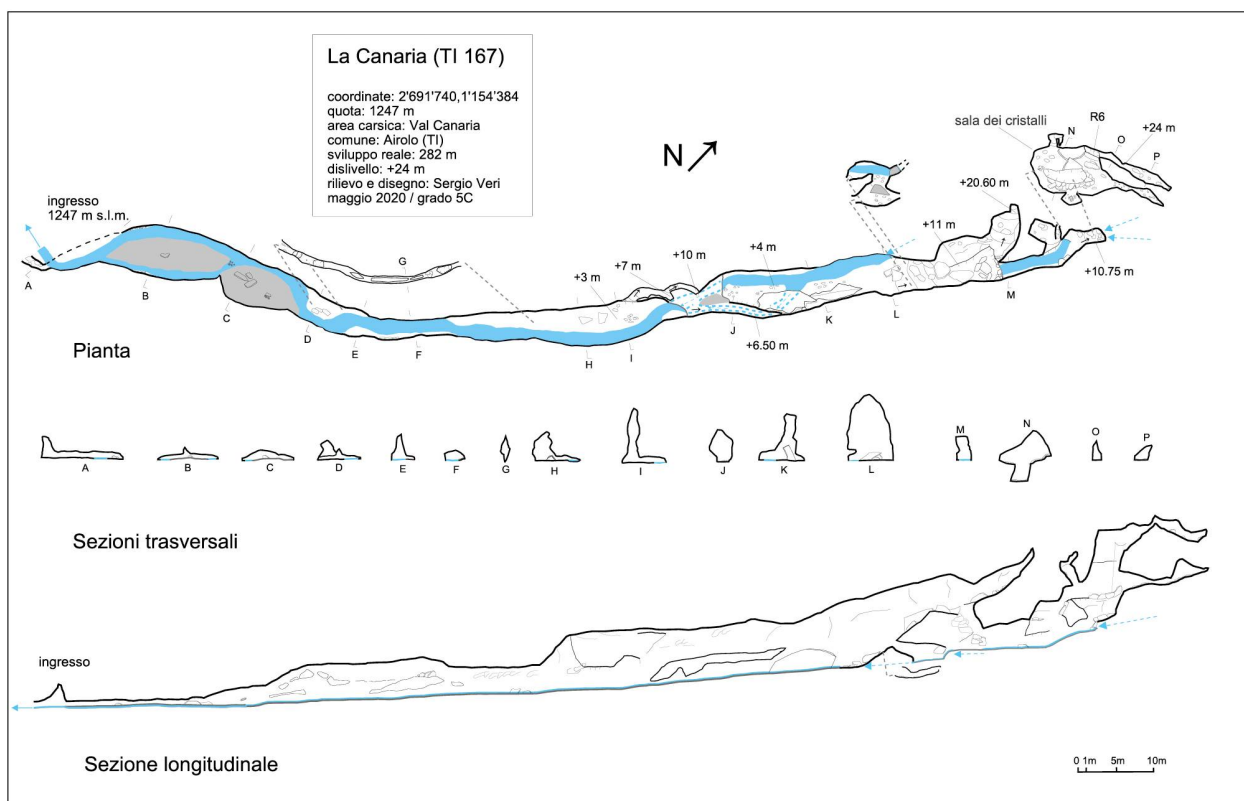 La Canaria (TI 167)
coordinate: 2'691'740,1'154'384
quota: 1247 m
area carsica: Val Canaria
comune: Airolo (TI)
sviluppo reale: 282 m
dislivello: +24 m
rilievo e disegno: Sergio Veri
maggio 2020 / grado 5C
N
sala dei cristalli
N
R6
O
+24 m
P
ingresso
1247 m s.l.m.
+20.60 m
+11 m
G
+3 m
+7 m
+10 m
+4 m
+10.75 m
A
B
C
D
E
F
H
I
J
K
L
M
+6.50 m
Pianta
A
B
C
D
E
F
G
H
I
J
K
L
M
N
O
P
Sezioni trasversali
ingresso
Sezione longitudinale
0 1m 5m 10m